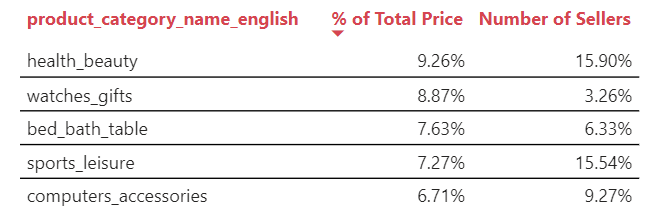 product_category_name_english % of Total Price Number of Sellers
health_beauty 9.26% 15.90%
watches_gifts 8.87% 3.26%
bed_bath_table 7.63% 6.33%
sports_leisure 7.27% 15.54%
computers_accessories 6.71% 9.27%